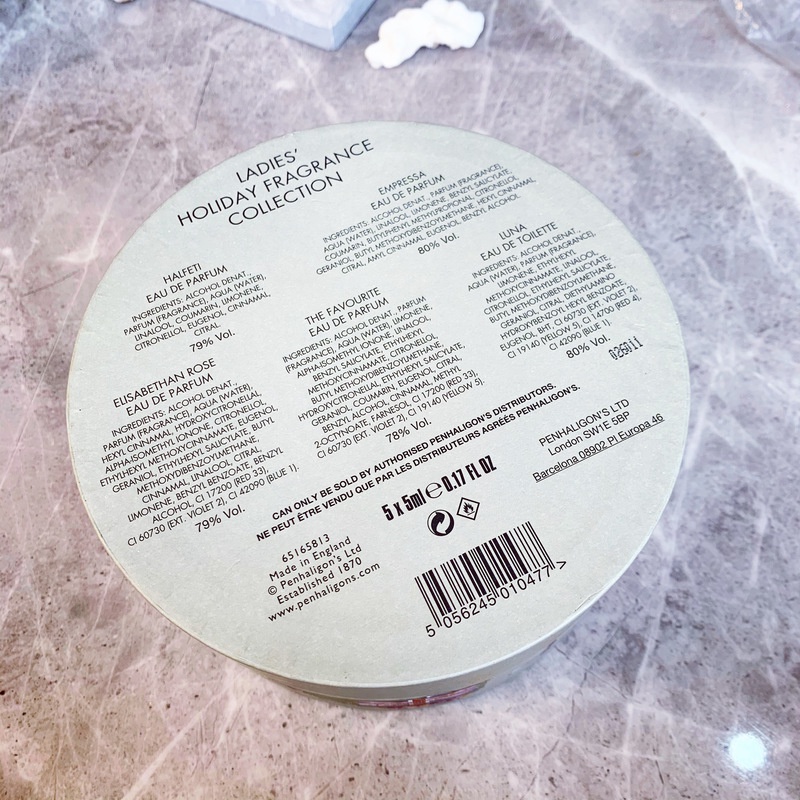 LADIES'
HOLIDAY FRAGRANCE
COLLECTION
EMPRESSA
EAU DE PARFUM
INGREDIENTS: ALCOHOL DENAT., PARFUM (FRAGRANCE),
AQUA (WATER), LINALOOL, LIMONENE, BENZYL SALICYLATE,
COUMARIN, BUTYLPHENYL METHYLPROPIONAL, CITRONELLOL,
GERANIOL, BUTYL METHOXYDIBENZOYLMETHANE, HEXYL CINNAMAL,
CITRAL, AMYL CINNAMAL, EUGENOL, BENZYL ALCOHOL.
80% Vol.
LUNA
EAU DE TOILETTE
INGREDIENTS: ALCOHOL DENAT.,
AQUA (WATER), PARFUM (FRAGRANCE),
LIMONENE, ETHYLHEXYL
METHOXYCINNAMATE, LINALOOL,
CITRONELLOL, ETHYLHEXYL SALICYLATE,
BUTYL METHOXYDIBENZOYLMETHANE,
GERANIOL, CITRAL, DIETHYLAMINO
HYDROXYBENZOYL HEXYL BENZOATE,
EUGENOL, BHT, CI 60730 (EXT. VIOLET 2),
CI 19140 (YELLOW 5), CI 14700 (RED 4),
CI 42090 (BLUE 1).
80% Vol.
HALFETI
EAU DE PARFUM
INGREDIENTS: ALCOHOL DENAT.,
PARFUM (FRAGRANCE), AQUA (WATER),
LINALOOL, COUMARIN, LIMONENE,
CITRONELLOL, EUGENOL, CINNAMAL,
CITRAL.
79% Vol.
THE FAVOURITE
EAU DE PARFUM
INGREDIENTS: ALCOHOL DENAT., PARFUM
(FRAGRANCE), AQUA (WATER), LIMONENE,
ALPHA-ISOMETHYL IONONE, LINALOOL,
BENZYL SALICYLATE, ETHYLHEXYL
METHOXYCINNAMATE, CITRONELLOL,
BUTYL METHOXYDIBENZOYLMETHANE,
HYDROXYCITRONELLAL, ETHYLHEXYL SALICYLATE,
GERANIOL, COUMARIN, EUGENOL, CITRAL,
BENZYL ALCOHOL, CINNAMAL, METHYL
2-OCTYNOATE, FARNESOL, CI 17200 (RED 33),
CI 60730 (EXT. VIOLET 2), CI 19140 (YELLOW 5).
78% Vol.
ELISABETHAN ROSE
EAU DE PARFUM
INGREDIENTS: ALCOHOL DENAT.,
PARFUM (FRAGRANCE), AQUA (WATER),
HEXYL CINNAMAL, HYDROXYCITRONELLAL,
ALPHA-ISOMETHYL IONONE, CITRONELLOL,
ETHYLHEXYL METHOXYCINNAMATE, EUGENOL,
GERANIOL, ETHYLHEXYL SALICYLATE, BUTYL
METHOXYDIBENZOYLMETHANE,
CINNAMAL, LINALOOL, CITRAL,
LIMONENE, BENZYL BENZOATE, BENZYL
ALCOHOL, CI 17200 (RED 33),
CI 60730 (EXT. VIOLET 2), CI 42090 (BLUE 1).
79% Vol.
CAN ONLY BE SOLD BY AUTHORISED PENHALIGON'S DISTRIBUTORS.
NE PEUT ÊTRE VENDU QUE PAR LES DISTRIBUTEURS AGRÉÉS PENHALIGON'S.
5 x 5ml ℮ 0.17 fl OZ
PENHALIGON'S LTD
London SW1E 5BP
Barcelona 08902 Pl Europa 46
65165813
Made in England
© Penhaligon's Ltd
Established 1870
www.penhaligons.com
5 056245 010477 >